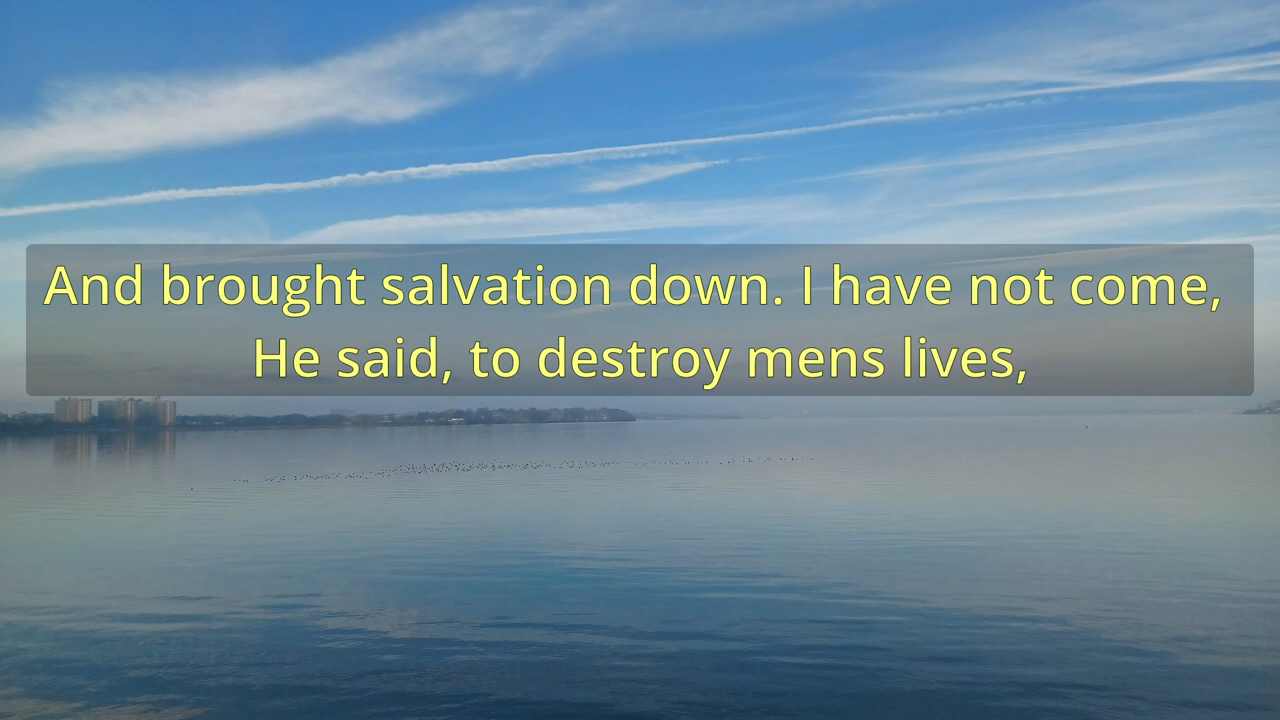 And brought salvation down. I have not come,
He said, to destroy mens lives,